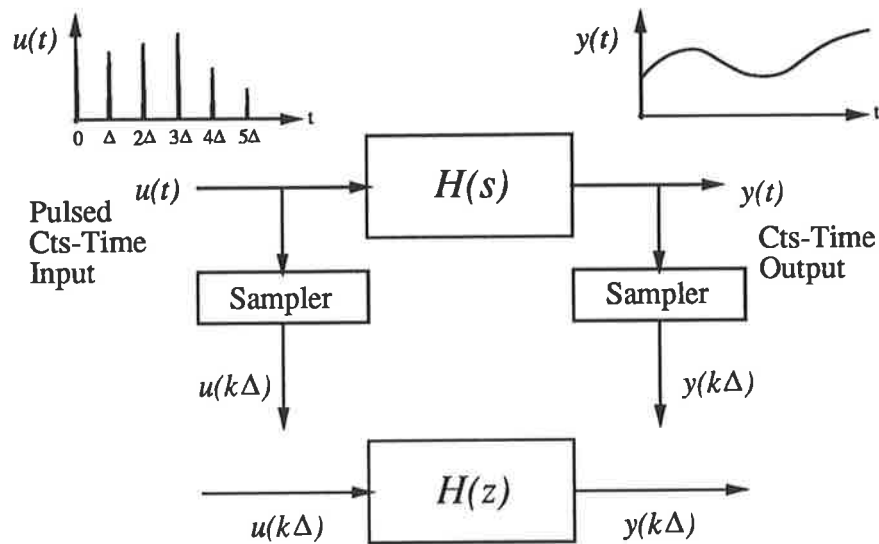 u(t)
t
0 Δ 2Δ 3Δ 4Δ 5Δ
y(t)
t
u(t)
H(s)
y(t)
Pulsed
Cts-Time
Input
Cts-Time
Output
Sampler
Sampler
u(kΔ)
y(kΔ)
H(z)
u(kΔ)
y(kΔ)